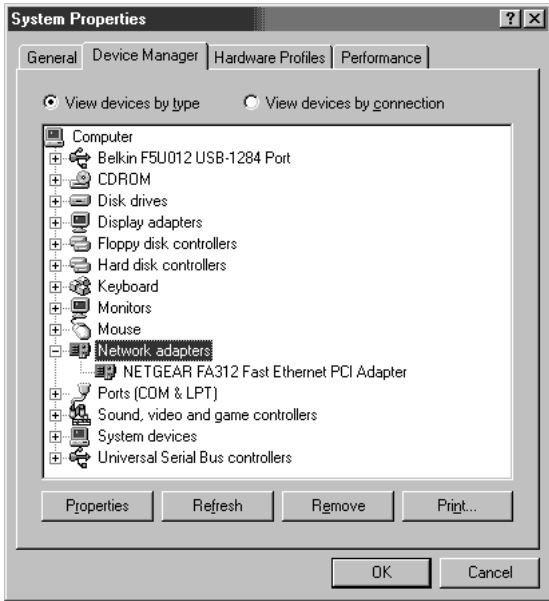 System Properties
General Device Manager Hardware Profiles Performance
View devices by type View devices by connection
Computer
Belkin F5U012 USB-1284 Port
CDROM
Disk drives
Display adapters
Floppy disk controllers
Hard disk controllers
Keyboard
Monitors
Mouse
Network adapters
NETGEAR FA312 Fast Ethernet PCI Adapter
Ports (COM & LPT)
Sound, video and game controllers
System devices
Universal Serial Bus controllers
Properties Refresh Remove Print...
OK Cancel